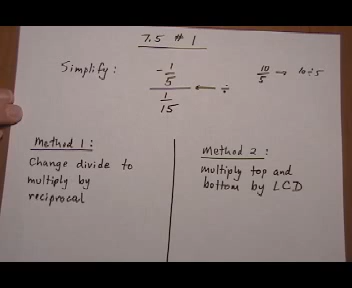 7.5 # 1
Simplify:
-1/5
1/15
← ÷
10/5 → 10÷5
Method 1:
Change divide to
multiply by
reciprocal
Method 2:
multiply top and
bottom by LCD